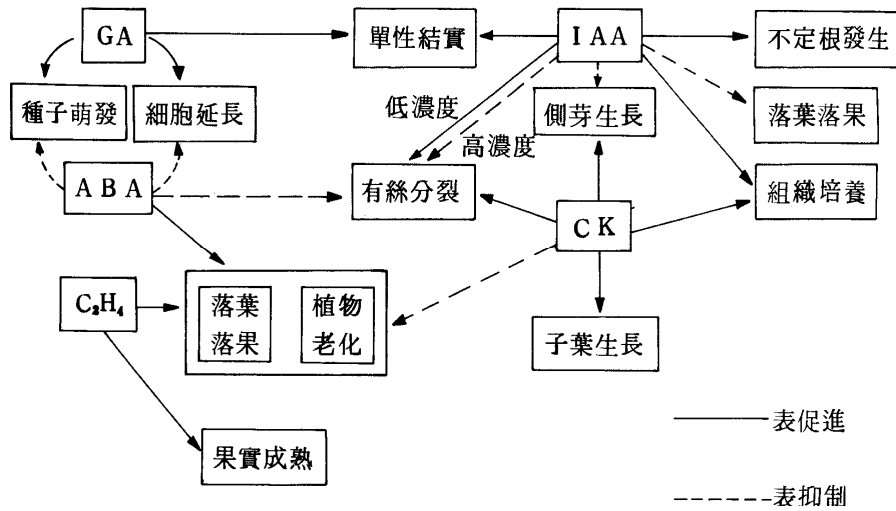 GA
單性結實
IAA
不定根發生
種子萌發
細胞延長
低濃度
側芽生長
落葉落果
高濃度
ABA
有絲分裂
組織培養
CK
C₂H₄
落葉
落果
植物
老化
子葉生長
果實成熟
表促進
表抑制